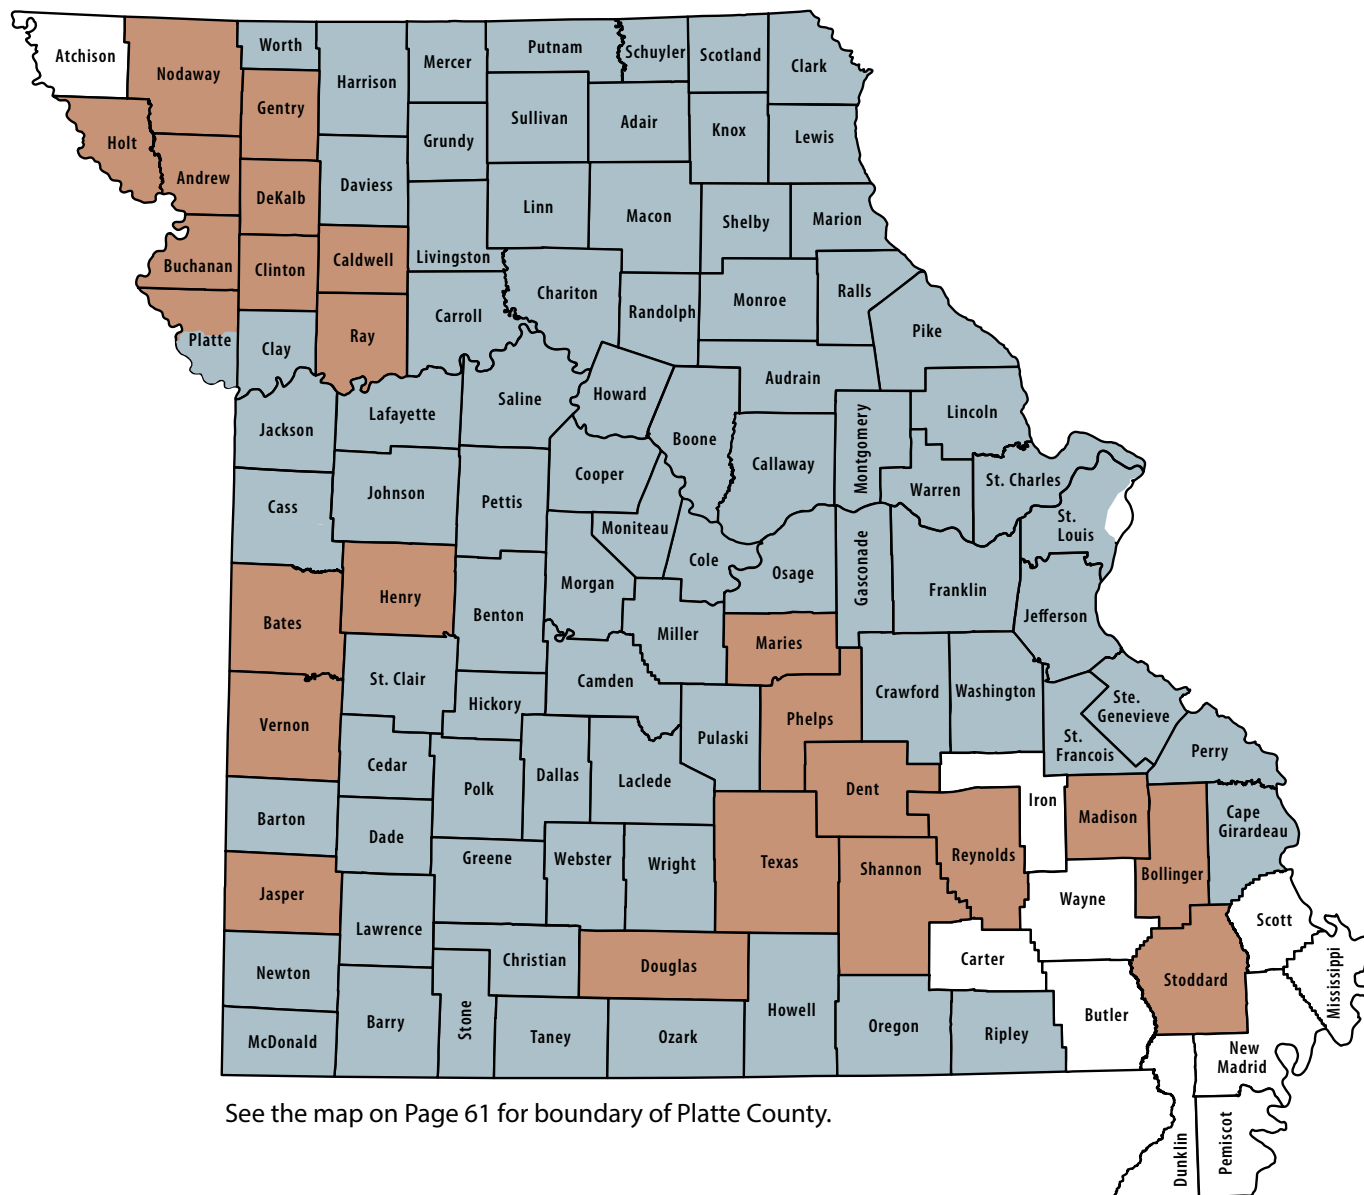 Atchison
Nodaway
Worth
Harrison
Mercer
Putnam
Schuyler
Scotland
Clark
Holt
Gentry
Grundy
Sullivan
Adair
Knox
Lewis
Andrew
DeKalb
Daviess
Linn
Macon
Shelby
Marion
Buchanan
Clinton
Caldwell
Livingston
Chariton
Randolph
Monroe
Ralls
Pike
Platte
Clay
Ray
Carroll
Audrain
Jackson
Lafayette
Saline
Howard
Boone
Callaway
Montgomery
Lincoln
Cass
Johnson
Pettis
Cooper
Moniteau
Cole
Osage
Gasconade
Warren
St. Charles
St.
Louis
Franklin
Jefferson
Bates
Henry
Benton
Morgan
Miller
Maries
St. Clair
Hickory
Camden
Pulaski
Phelps
Crawford
Washington
Ste.
Genevieve
St.
Francois
Perry
Vernon
Cedar
Polk
Dallas
Laclede
Dent
Iron
Madison
Cape
Girardeau
Barton
Dade
Greene
Webster
Wright
Texas
Shannon
Reynolds
Bollinger
Wayne
Jasper
Lawrence
Christian
Douglas
Carter
Scott
Mississippi
Stoddard
Newton
McDonald
Barry
Stone
Taney
Ozark
Howell
Oregon
Ripley
Butler
New
Madrid
Dunklin
Pemiscot
See the map on Page 61 for boundary of Platte County.